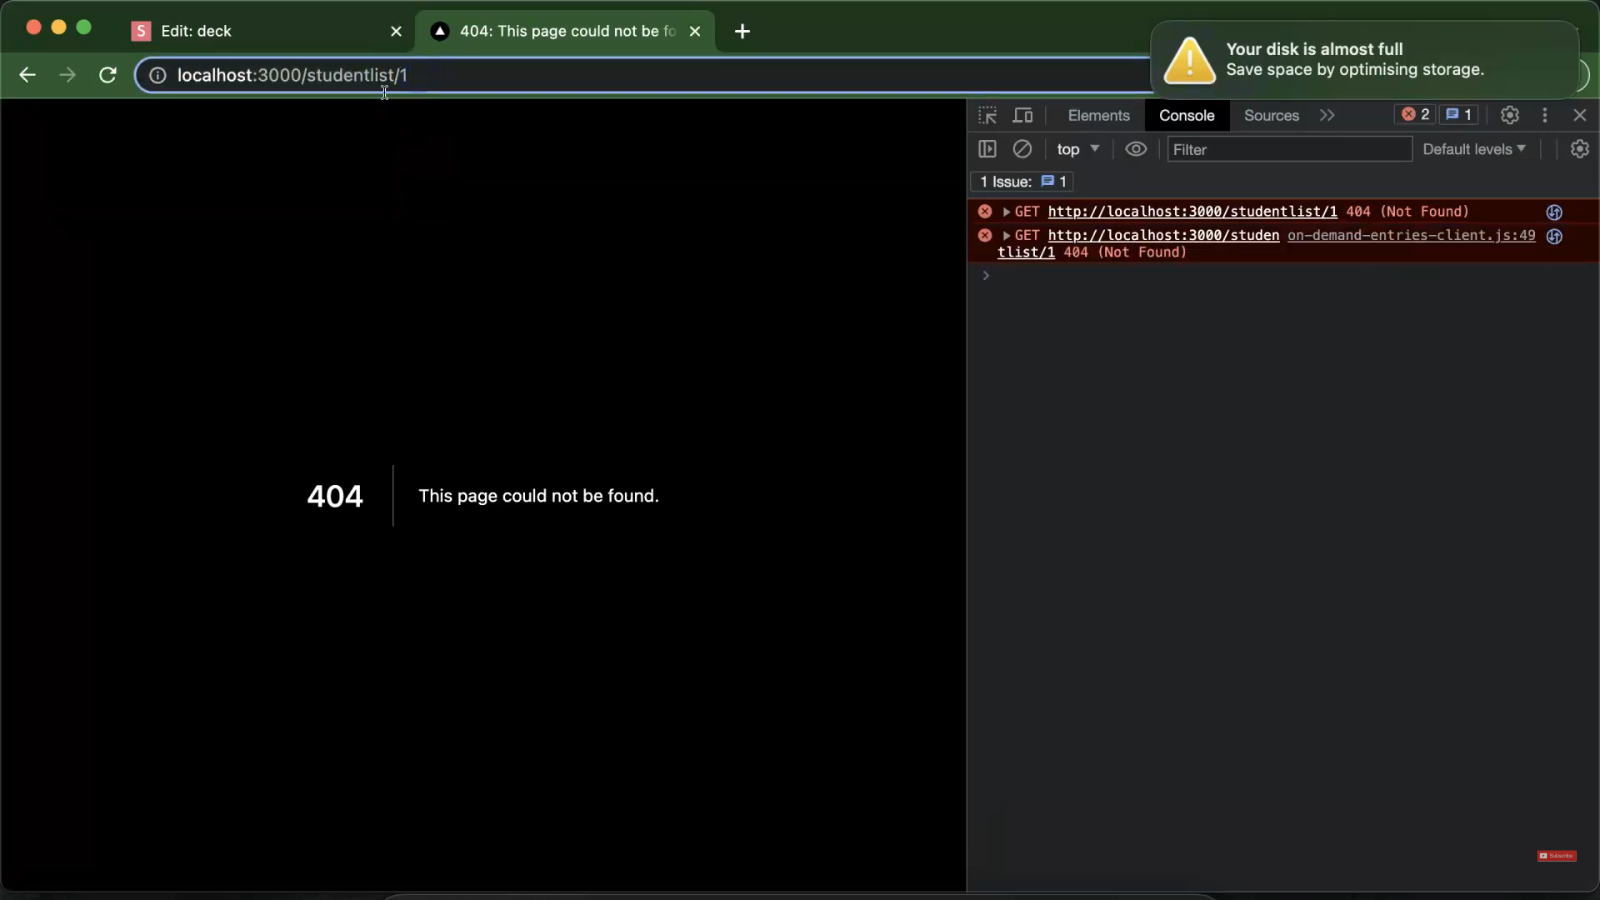 S Edit: deck
404: This page could not be fo
Your disk is almost full
Save space by optimising storage.
localhost:3000/studentlist/1
Elements Console Sources 2 1
top Filter Default levels
1 Issue: 1
GET http://localhost:3000/studentlist/1 404 (Not Found)
GET http://localhost:3000/studen on-demand-entries-client.js:49
tlist/1 404 (Not Found)
404 This page could not be found.
Subscribe